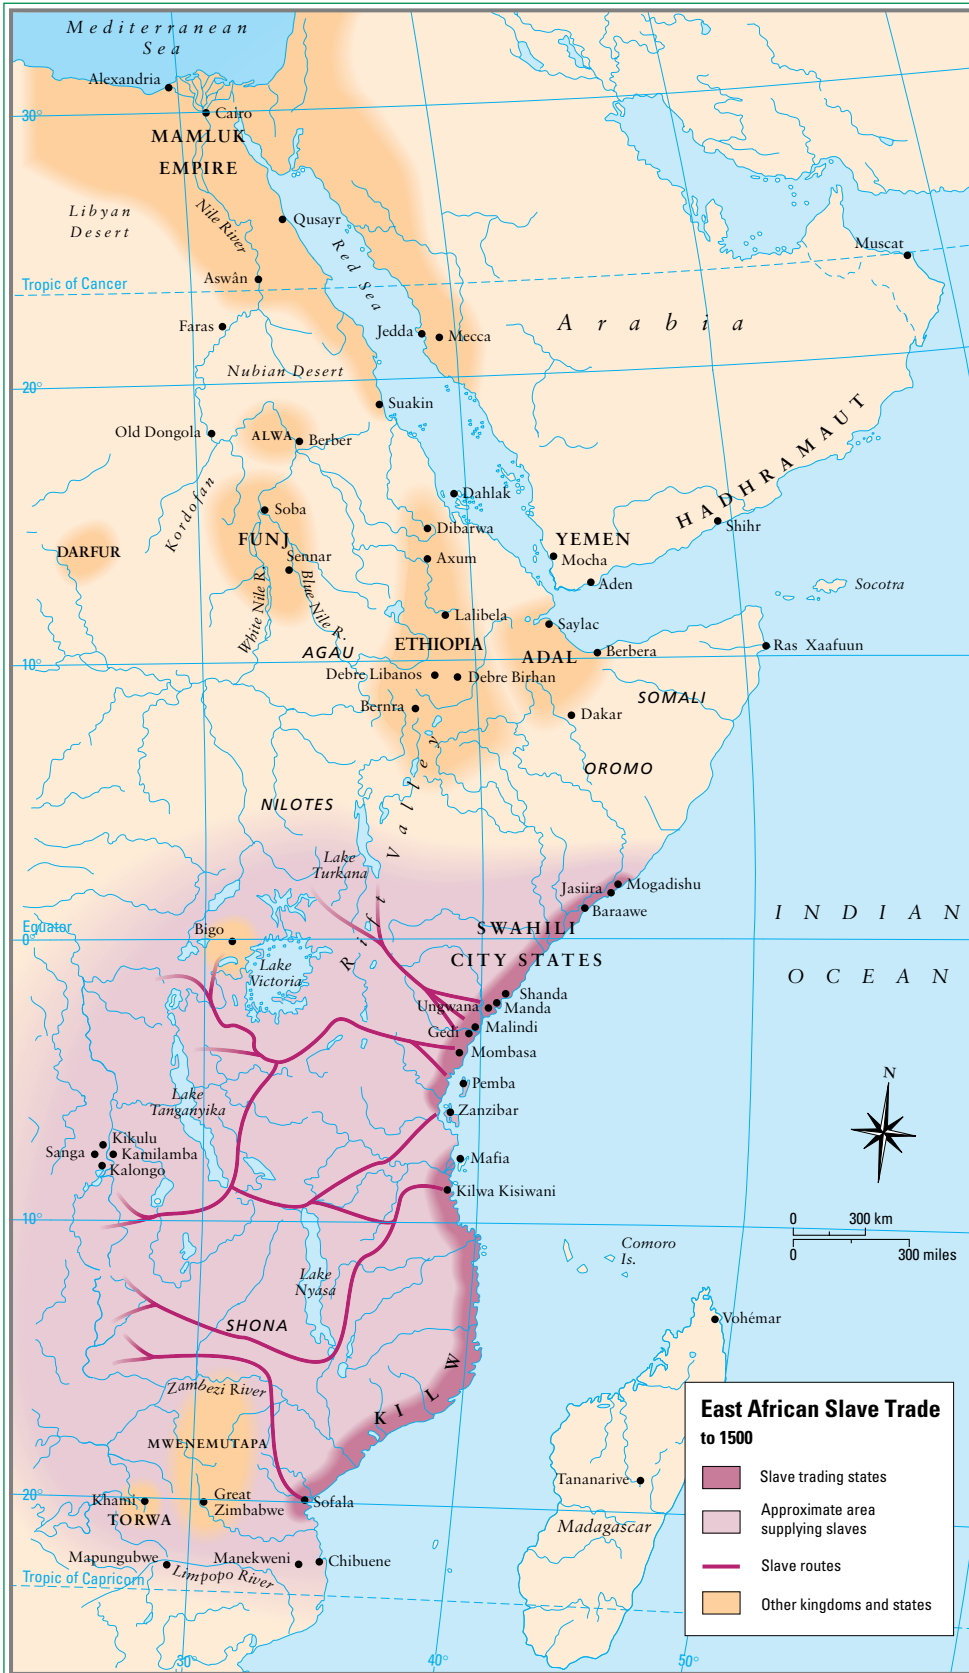 Mediterranean
Sea
Alexandria
30°
Cairo
MAMLUK
EMPIRE
Libyan
Desert
Nile River
Qusayr
Red Sea
Muscat
Aswân
Tropic of Cancer
Faras
Jedda
Mecca
Arabia
Nubian Desert
20°
Suakin
Old Dongola
ALWA
Berber
HADHRAMAUT
Kordofan
Dahlak
Soba
Shihr
DARFUR
FUNJ
Dibarwa
YEMEN
Sennar
Axum
Mocha
Aden
Socotra
White Nile R.
Blue Nile R.
Lalibela
Saylac
AGAU
ETHIOPIA
ADAL
Berbera
Ras Xaafuun
10°
Debre Libanos
Debre Birhan
SOMALI
Bernra
Dakar
OROMO
NILOTES
Rift Valley
Lake
Turkana
Jasiira
Mogadishu
Baraawe
Equator
0°
Bigo
SWAHILI
CITY STATES
INDIAN
OCEAN
Lake
Victoria
Shanda
Ungwana
Manda
Malindi
Gedi
Mombasa
N
Pemba
Lake
Tanganyika
Zanzibar
Kikulu
Sanga
Kamilamba
Kalongo
Mafia
Kilwa Kisiwani
10°
0 300 km
0 300 miles
Comoro
Is.
Lake
Nyasa
SHONA
Vohémar
KILW
Zambezi River
MWENEMUTAPA
Tananarive
20°
Khami
Great
Zimbabwe
Sofala
TORWA
Madagascar
Mapungubwe
Manekweni
Chibuene
Tropic of Capricorn
Limpopo River
30°
40°
50°
East African Slave Trade
to 1500
Slave trading states
Approximate area
supplying slaves
Slave routes
Other kingdoms and states